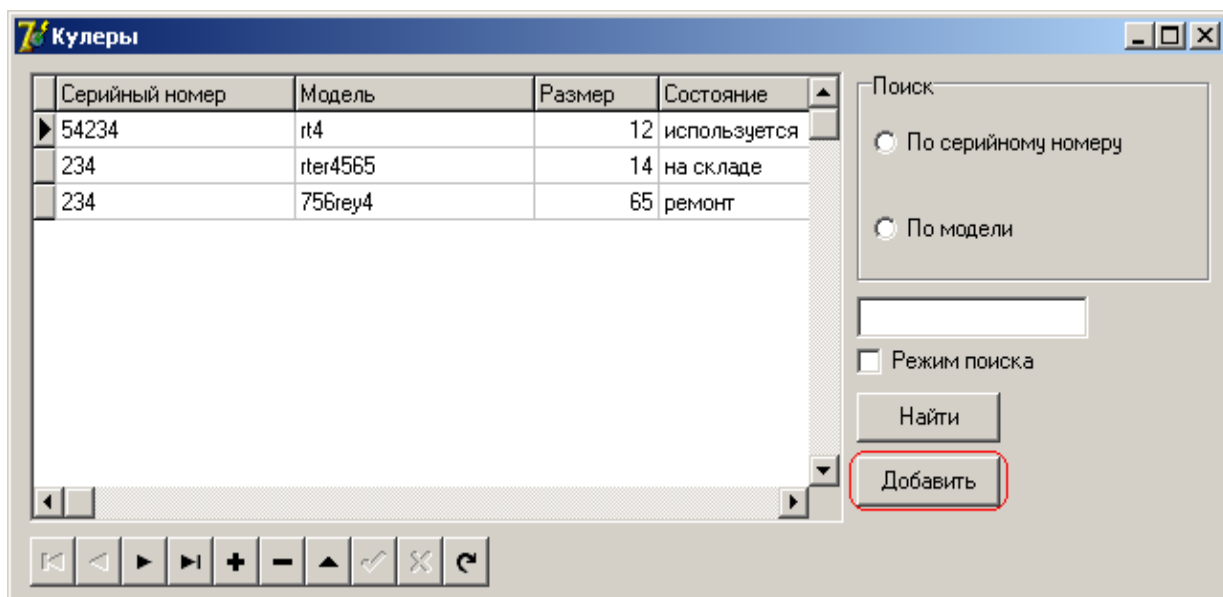 Кулеры
Серийный номер Модель Размер Состояние
54234 rt4 12 используется
234 rter4565 14 на складе
234 756rey4 65 ремонт
Поиск
По серийному номеру
По модели
Режим поиска
Найти
Добавить